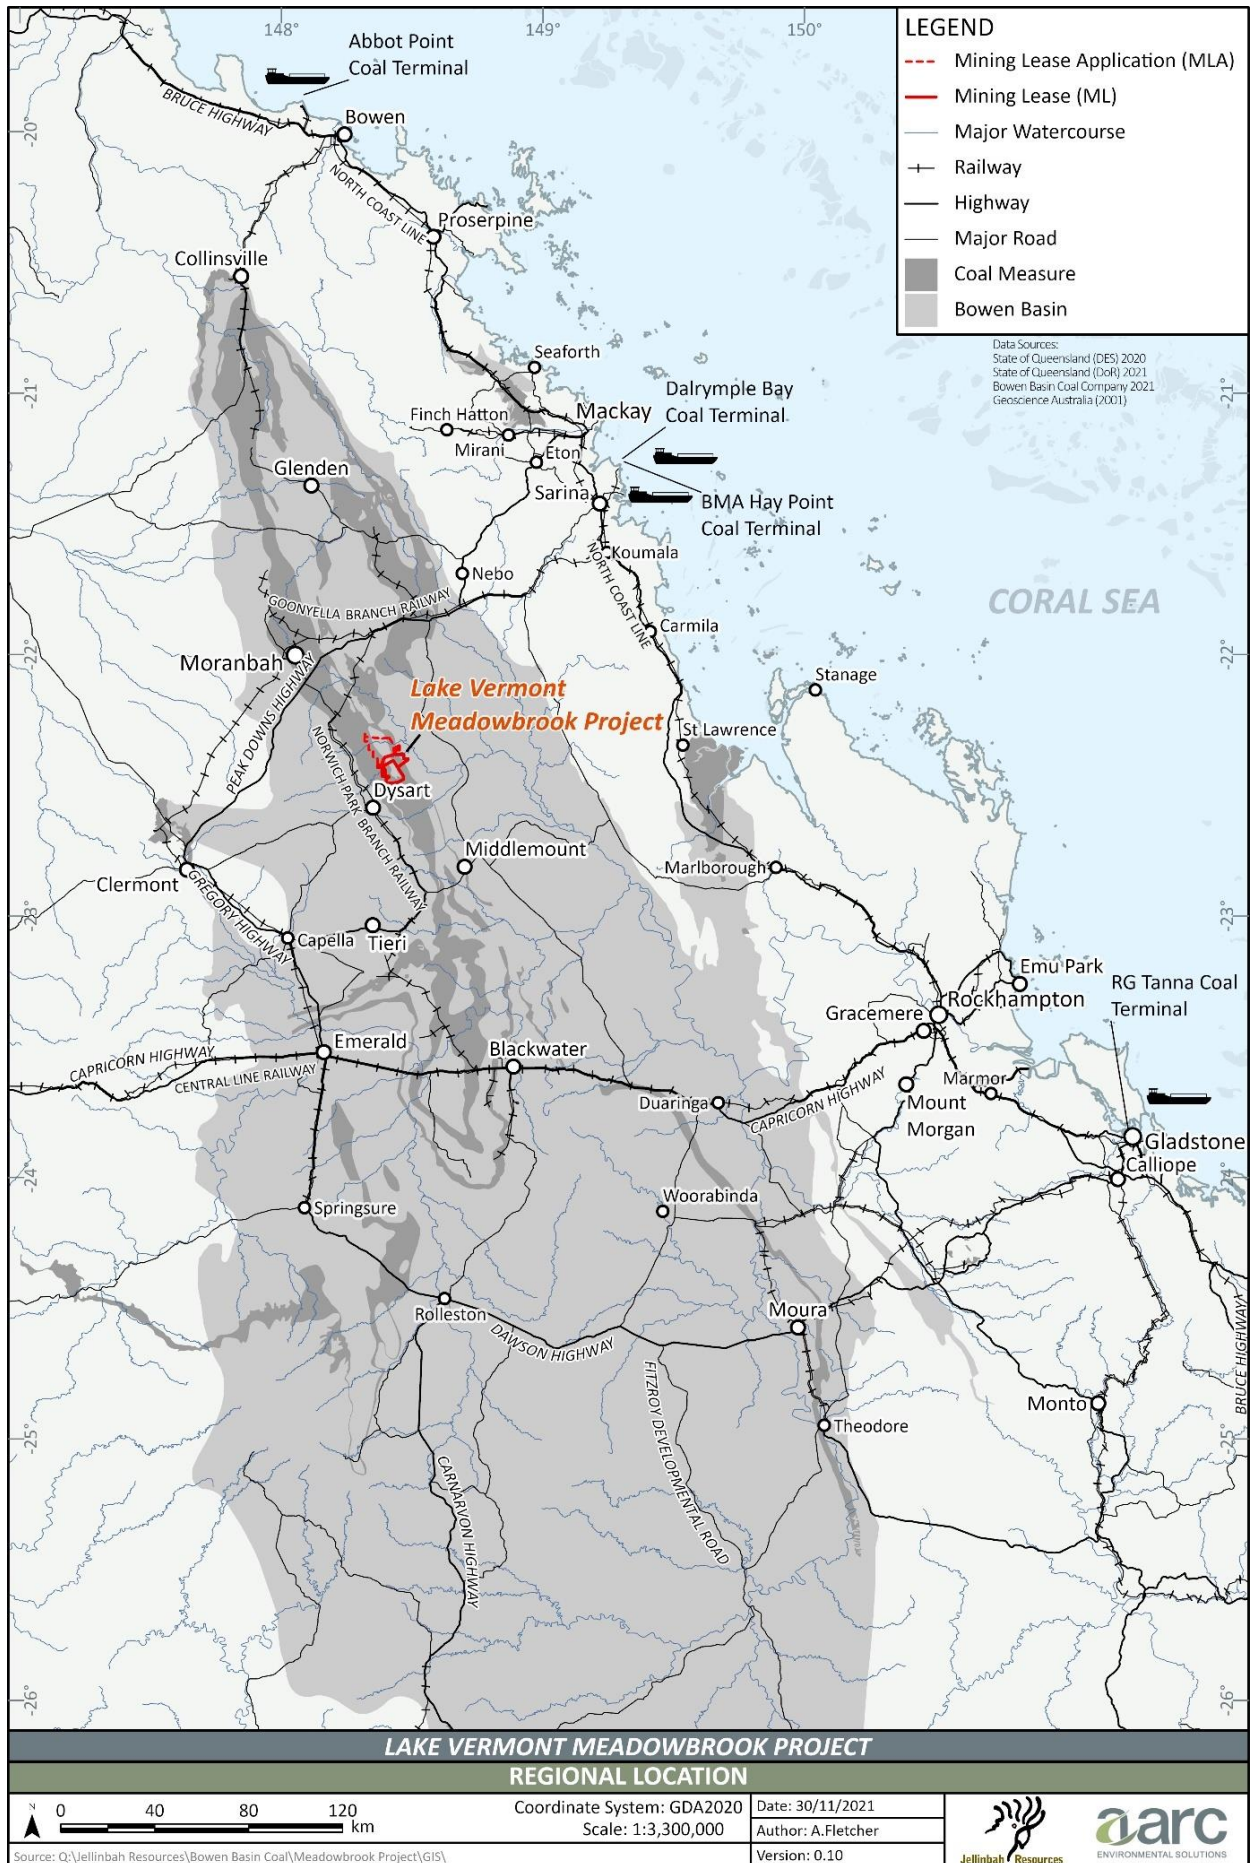 148°
149°
150°
LEGEND
Mining Lease Application (MLA)
Mining Lease (ML)
Major Watercourse
Railway
Highway
Major Road
Coal Measure
Bowen Basin
Data Sources:
State of Queensland (DES) 2020
State of Queensland (DoR) 2021
Bowen Basin Coal Company 2021
Geoscience Australia (2001)
Abbot Point
Coal Terminal
BRUCE HIGHWAY
Bowen
-20°
NORTH COAST LINE
Proserpine
Collinsville
Seaforth
-21°
-21°
Dalrymple Bay
Coal Terminal
Finch Hatton
Mackay
Mirani
Eton
Glenden
Sarina
BMA Hay Point
Coal Terminal
Koumala
Nebo
NORTH COAST LINE
GOONYELLA BRANCH RAILWAY
CORAL SEA
Carmila
-22°
-22°
Moranbah
Stanage
Lake Vermont
Meadowbrook Project
St Lawrence
PEAK DOWNS HIGHWAY
NORWICH PARK BRANCH RAILWAY
Dysart
Middlemount
Marlborough
Clermont
GREGORY HIGHWAY
-23°
-23°
Capella
Tieri
Emu Park
RG Tanna Coal
Terminal
Rockhampton
Gracemere
Emerald
Blackwater
CAPRICORN HIGHWAY
CENTRAL LINE RAILWAY
Marmor
Duaringa
CAPRICORN HIGHWAY
Mount
Morgan
Gladstone
Calliope
-24°
-24°
Woorabinda
Springsure
Rolleston
Moura
DAWSON HIGHWAY
BRUCE HIGHWAY
FITZROY DEVELOPMENTAL ROAD
Monto
Theodore
-25°
-25°
CARNARVON HIGHWAY
-26°
-26°
LAKE VERMONT MEADOWBROOK PROJECT
REGIONAL LOCATION
N
0 40 80 120
km
Coordinate System: GDA2020
Scale: 1:3,300,000
Date: 30/11/2021
Author: A.Fletcher
Version: 0.10
Source: Q:\Jellinbah Resources\Bowen Basin Coal\Meadowbrook Project\GIS\
Jellinbah Resources
aarc
ENVIRONMENTAL SOLUTIONS